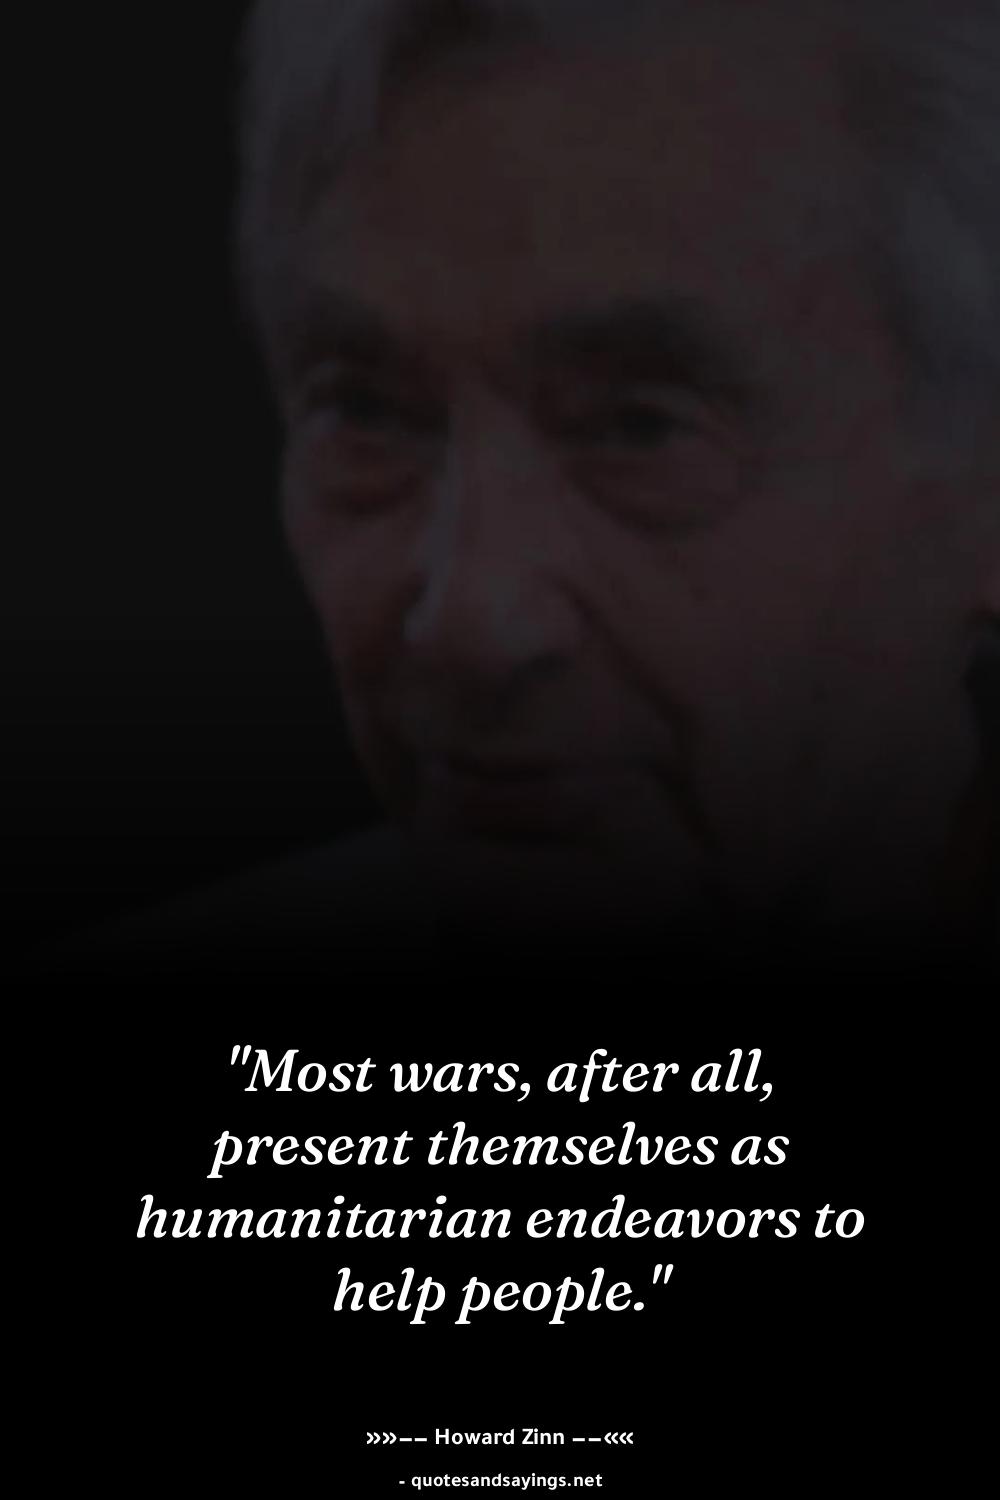 "Most wars, after all,
present themselves as
humanitarian endeavors to
help people."
»»−− Howard Zinn −−««
- quotesandsayings.net